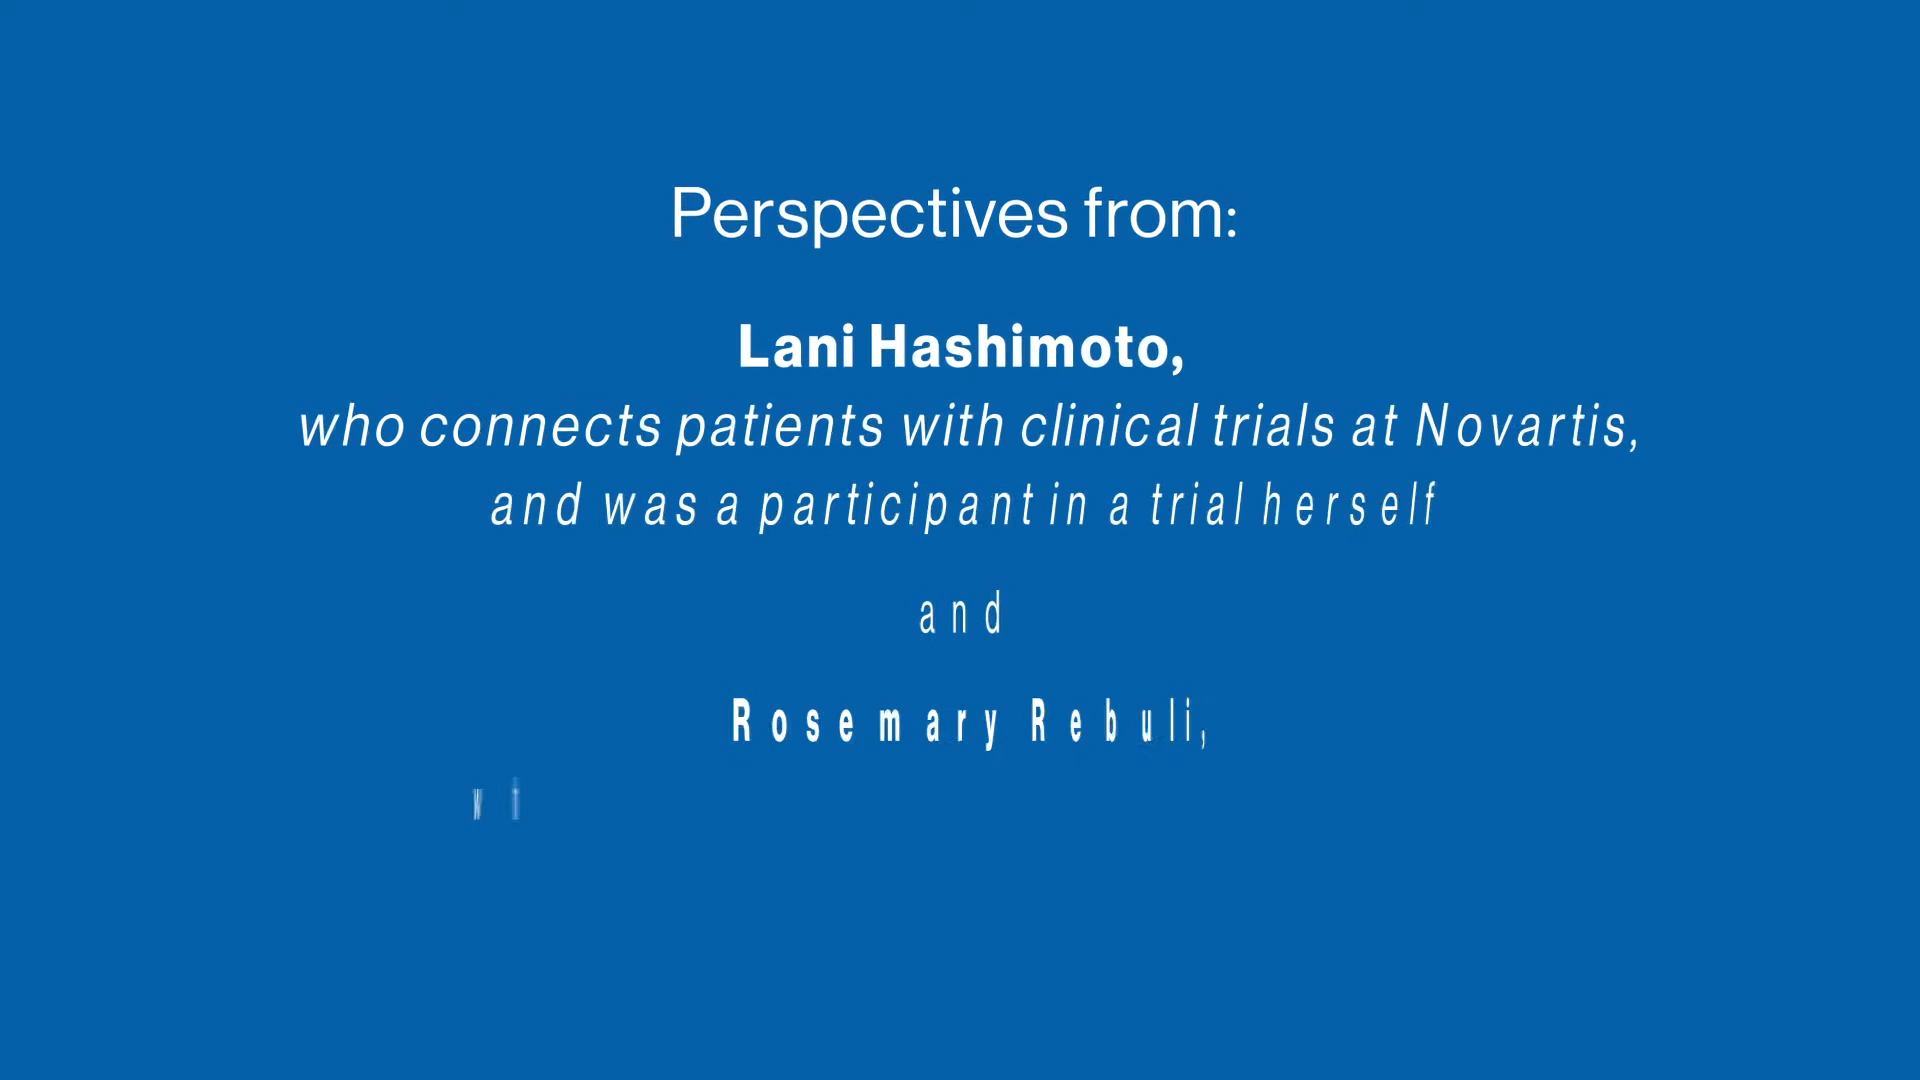 Perspectives from:
Lani Hashimoto,
who connects patients with clinical trials at Novartis,
and was a participant in a trial herself
and
Rosemary Rebuli,